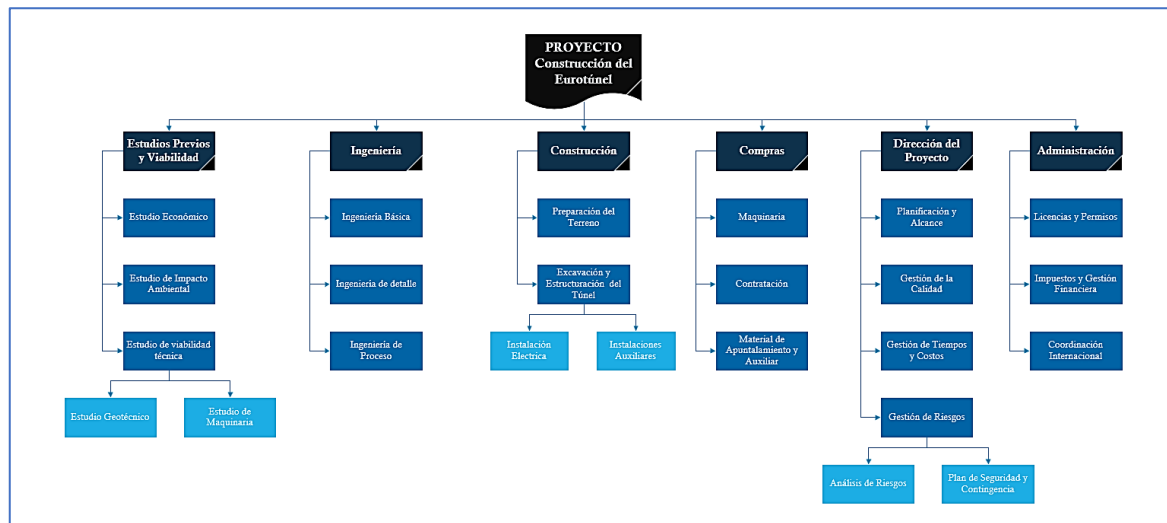 PROYECTO
Construcción del
Eurotúnel
Estudios Previos
y Viabilidad
Ingeniería
Construcción
Compras
Dirección del
Proyecto
Administración
Estudio Económico
Ingeniería Básica
Preparación del
Terreno
Maquinaria
Planificación y
Alcance
Licencias y Permisos
Estudio de Impacto
Ambiental
Ingeniería de detalle
Excavación y
Estructuración del
Túnel
Contratación
Gestión de la
Calidad
Impuestos y Gestión
Financiera
Estudio de viabilidad
técnica
Ingeniería de
Proceso
Instalación
Electrica
Instalaciones
Auxiliares
Material de
Apuntalamiento y
Auxiliar
Gestión de Tiempos
y Costos
Coordinación
Internacional
Estudio Geotécnico
Estudio de
Maquinaria
Gestión de Riesgos
Análisis de Riesgos
Plan de Seguridad y
Contingencia